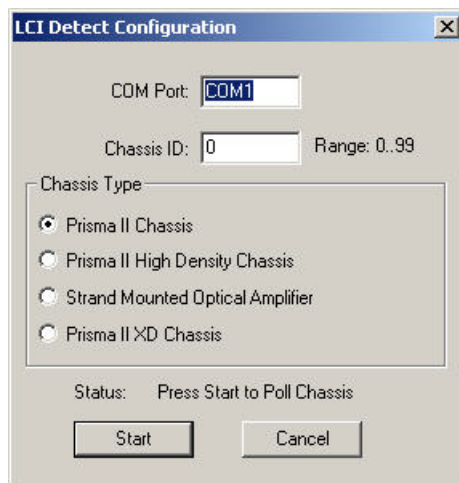 LCI Detect Configuration
COM Port: COM1
Chassis ID: 0 Range: 0..99
Chassis Type
Prisma II Chassis
Prisma II High Density Chassis
Strand Mounted Optical Amplifier
Prisma II XD Chassis
Status: Press Start to Poll Chassis
Start Cancel